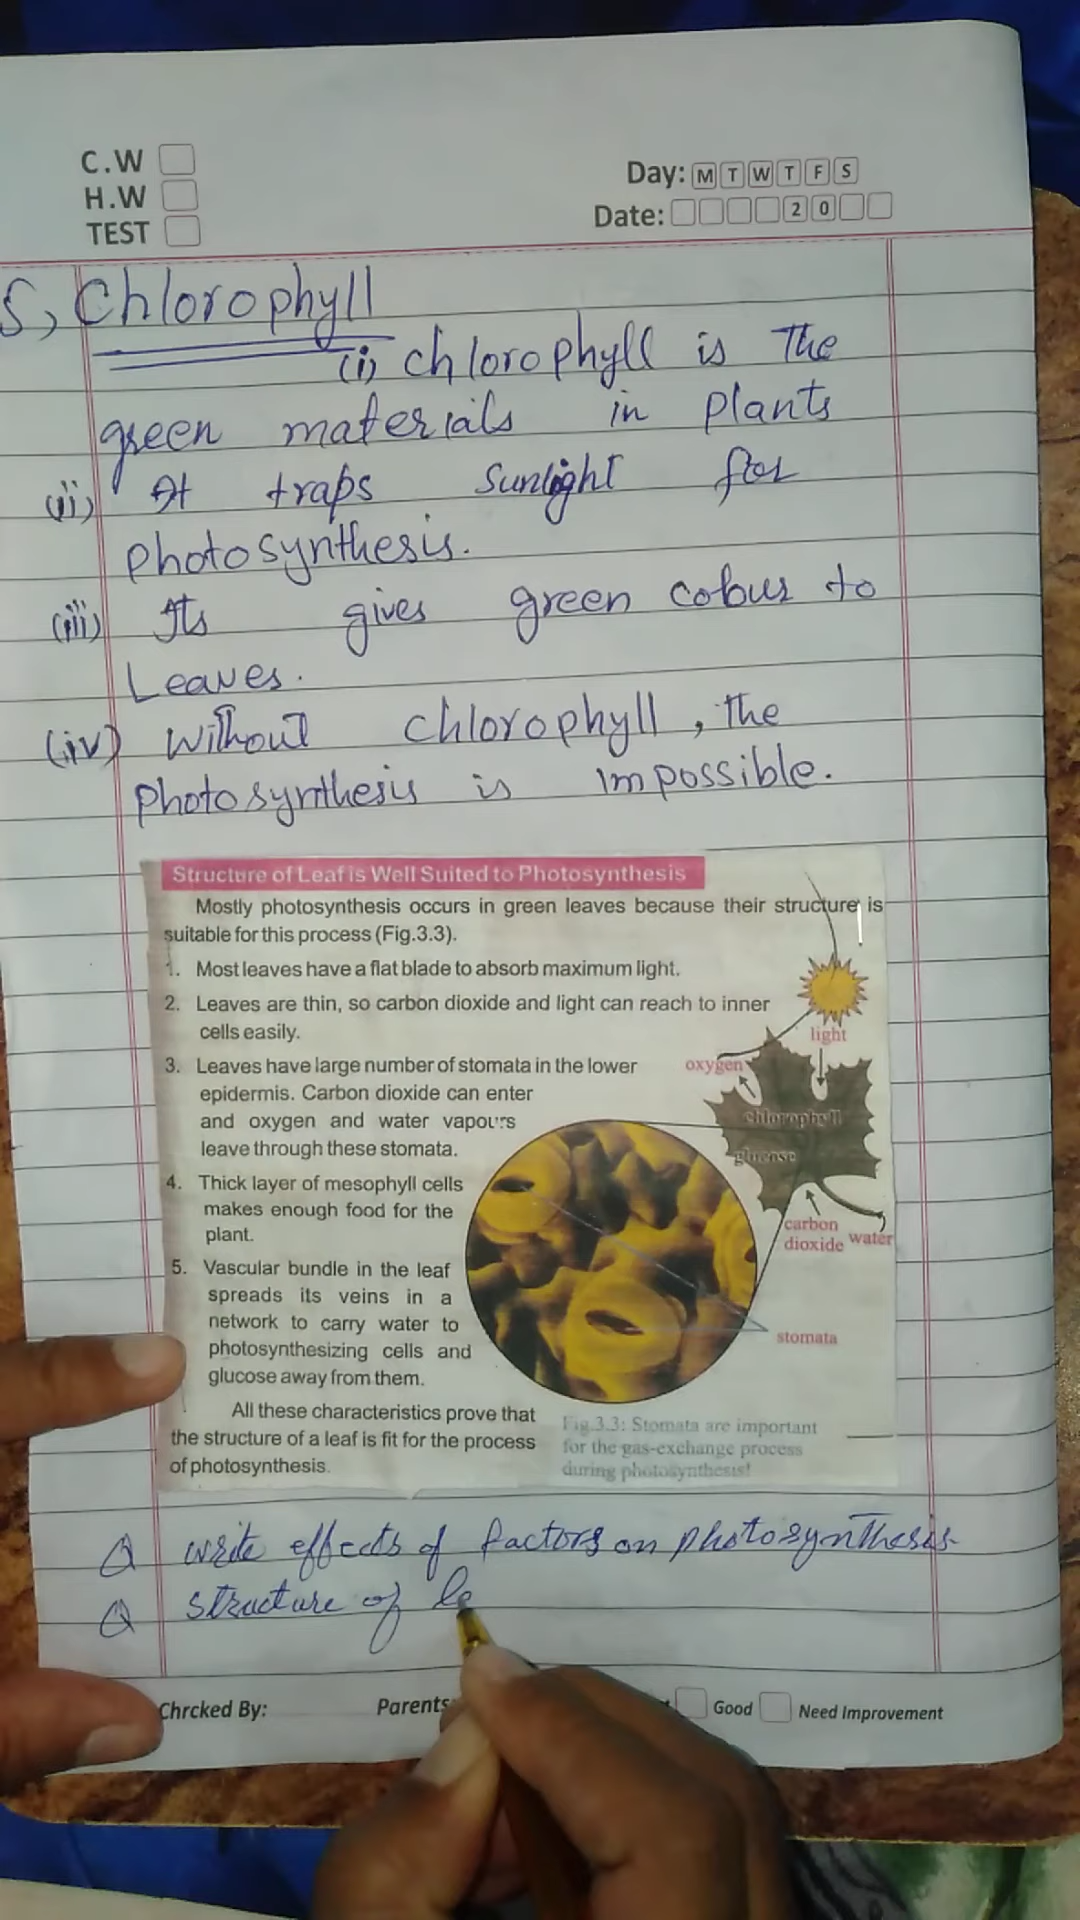 C.W
H.W
TEST
Day: M T W T F S
Date: 2 0
5, Chlorophyll
(i) chlorophyll is The
green materials in plants
(ii) It traps sunlight for
photosynthesis.
(iii) Its gives green colour to
Leaves.
(iv) Without chlorophyll, the
photosynthesis is impossible.
Structure of Leaf is Well Suited to Photosynthesis
Mostly photosynthesis occurs in green leaves because their structure is
suitable for this process (Fig.3.3).
1. Most leaves have a flat blade to absorb maximum light.
2. Leaves are thin, so carbon dioxide and light can reach to inner
cells easily.
3. Leaves have large number of stomata in the lower
epidermis. Carbon dioxide can enter
and oxygen and water vapours
leave through these stomata.
4. Thick layer of mesophyll cells
makes enough food for the
plant.
5. Vascular bundle in the leaf
spreads its veins in a
network to carry water to
photosynthesizing cells and
glucose away from them.
All these characteristics prove that
the structure of a leaf is fit for the process
of photosynthesis.
light
oxygen
chlorophyll
glucose
carbon
dioxide
water
stomata
Fig.3.3: Stomata are important
for the gas-exchange process
during photosynthesis!
Q write effects of factors on photosynthesis.
Q structure of le
Chrcked By: Parents Good Need Improvement